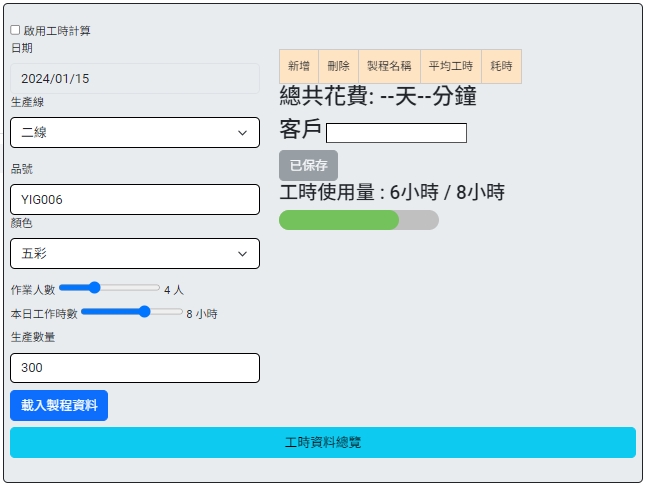 啟用工時計算
日期
2024/01/15
生產線
二線
品號
YIG006
顏色
五彩
作業人數 4 人
本日工作時數 8 小時
生產數量
300
載入製程資料
新增 刪除 製程名稱 平均工時 耗時
總共花費: --天--分鐘
客戶
已保存
工時使用量 : 6小時 / 8小時
工時資料總覽